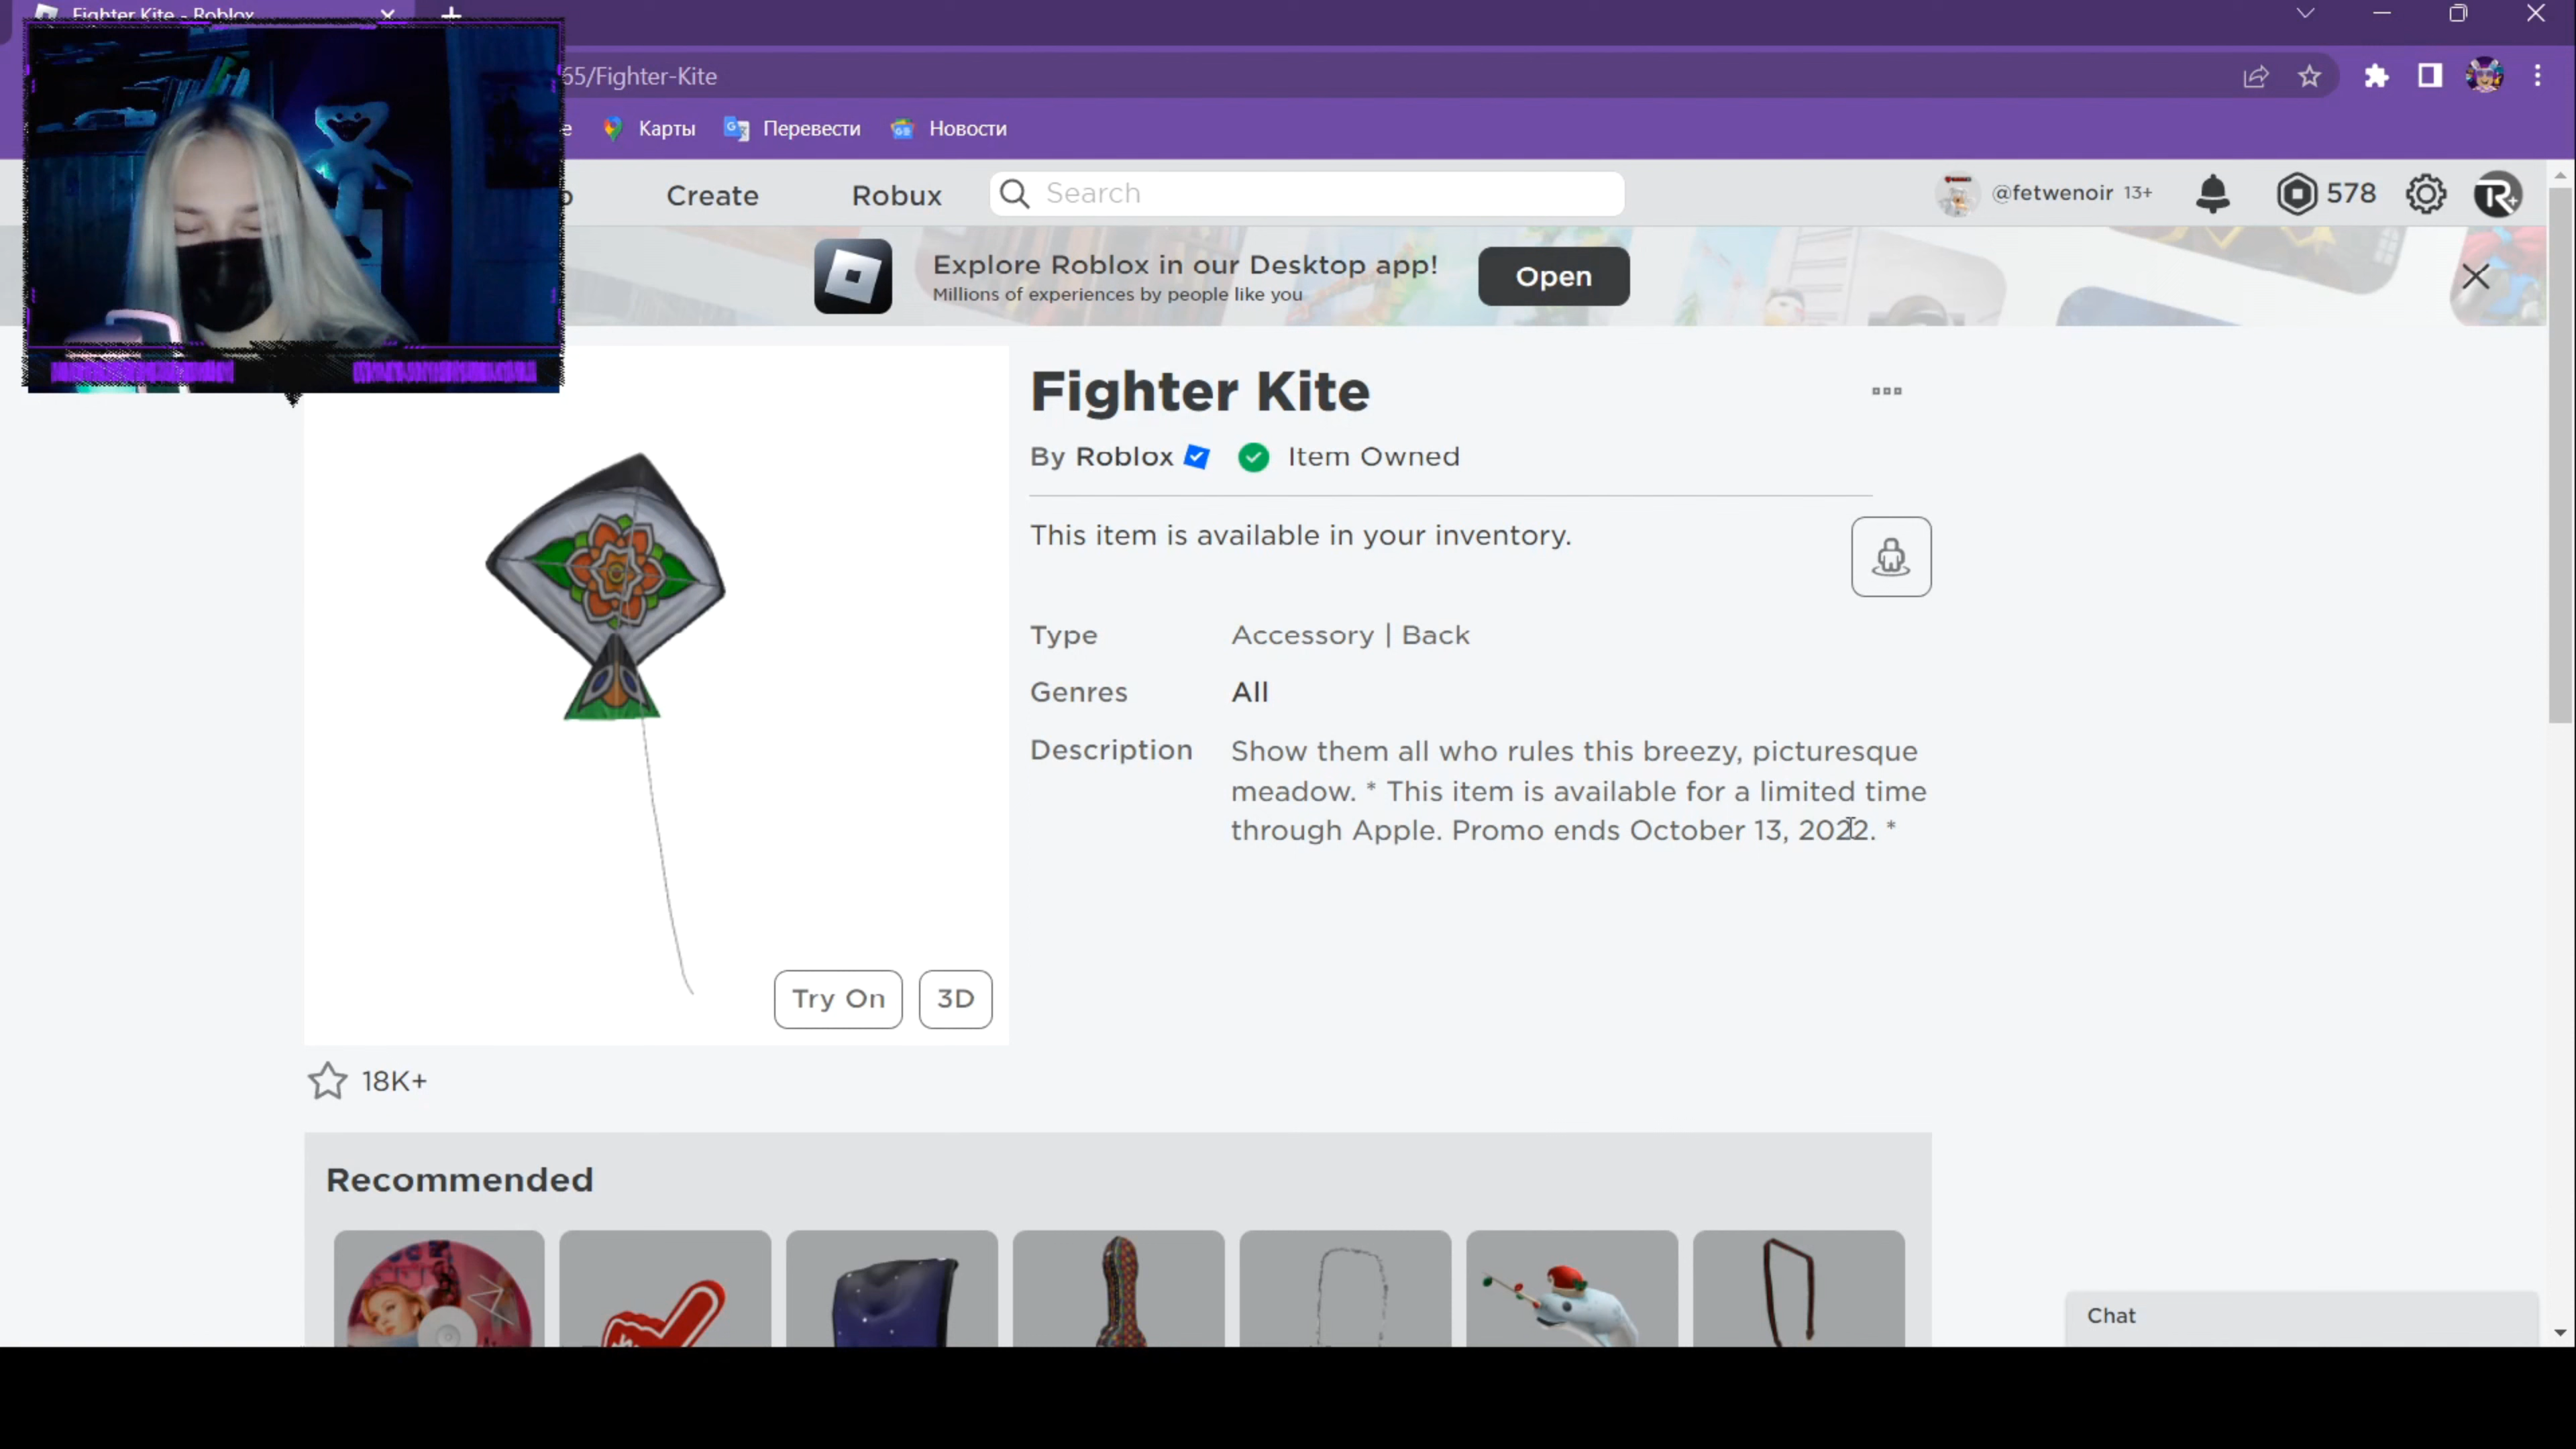 Fighter Kite - Roblox
65/Fighter-Kite
Карты
Перевести
Новости
Create
Robux
Search
@fetwenoir 13+
578
Explore Roblox in our Desktop app!
Millions of experiences by people like you
Open
Fighter Kite
By Roblox
Item Owned
This item is available in your inventory.
Type
Accessory | Back
Genres
All
Description
Show them all who rules this breezy, picturesque
meadow. * This item is available for a limited time
through Apple. Promo ends October 13, 2022. *
Try On
3D
18K+
Recommended
Chat